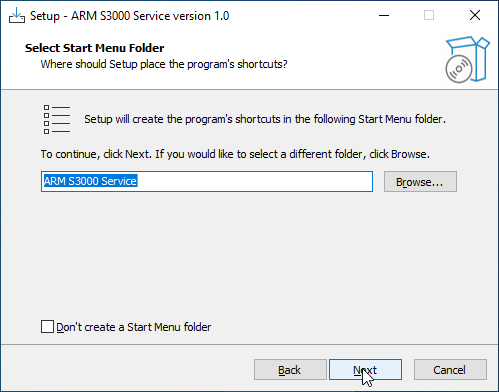 Setup - ARM S3000 Service version 1.0
Select Start Menu Folder
Where should Setup place the program's shortcuts?
Setup will create the program's shortcuts in the following Start Menu folder.
To continue, click Next. If you would like to select a different folder, click Browse.
ARM S3000 Service
Browse...
Don't create a Start Menu folder
Back
Next
Cancel